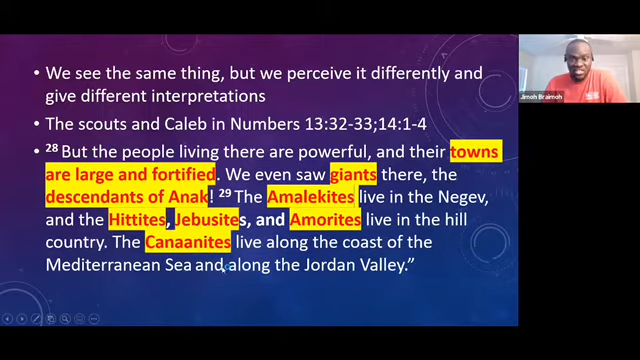 • We see the same thing, but we perceive it differently and
give different interpretations
• The scouts and Caleb in Numbers 13:32-33;14:1-4
• 28 But the people living there are powerful, and their towns
are large and fortified. We even saw giants there, the
descendants of Anak! 29 The Amalekites live in the Negev,
and the Hittites, Jebusites, and Amorites live in the hill
country. The Canaanites live along the coast of the
Mediterranean Sea and along the Jordan Valley.”
Jimoh Braimoh